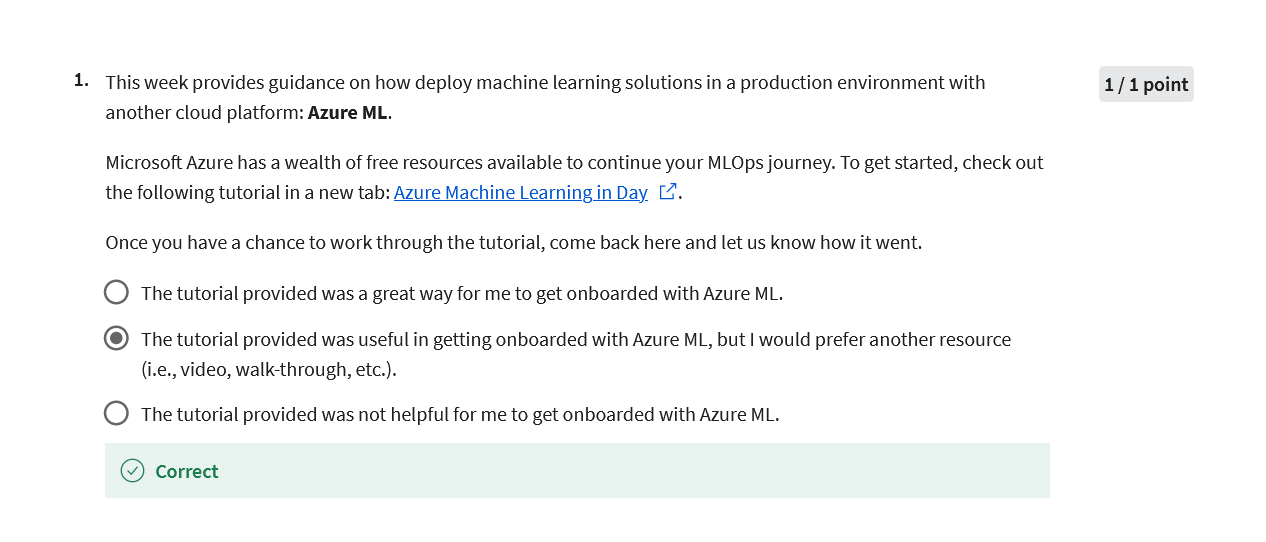 1. This week provides guidance on how deploy machine learning solutions in a production environment with
another cloud platform: Azure ML.
1 / 1 point
Microsoft Azure has a wealth of free resources available to continue your MLOps journey. To get started, check out
the following tutorial in a new tab: Azure Machine Learning in Day .
Once you have a chance to work through the tutorial, come back here and let us know how it went.
The tutorial provided was a great way for me to get onboarded with Azure ML.
The tutorial provided was useful in getting onboarded with Azure ML, but I would prefer another resource
(i.e., video, walk-through, etc.).
The tutorial provided was not helpful for me to get onboarded with Azure ML.
Correct